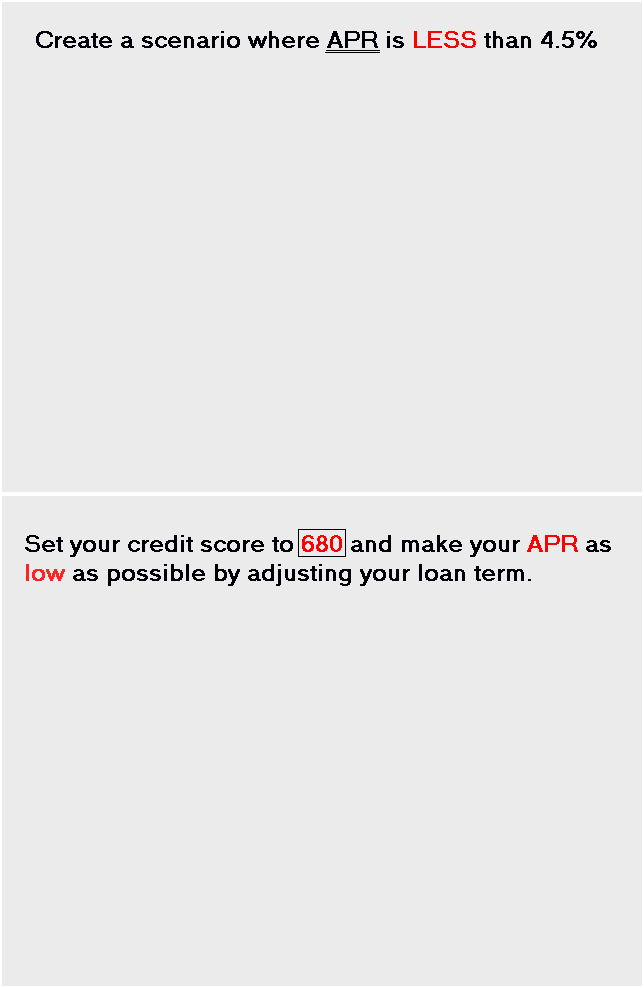 Create a scenario where APR is LESS than 4.5%
Set your credit score to 680 and make your APR as
low as possible by adjusting your loan term.